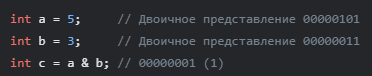 int a = 5;     // Двоичное представление 00000101
int b = 3;     // Двоичное представление 00000011
int c = a & b; // 00000001 (1)